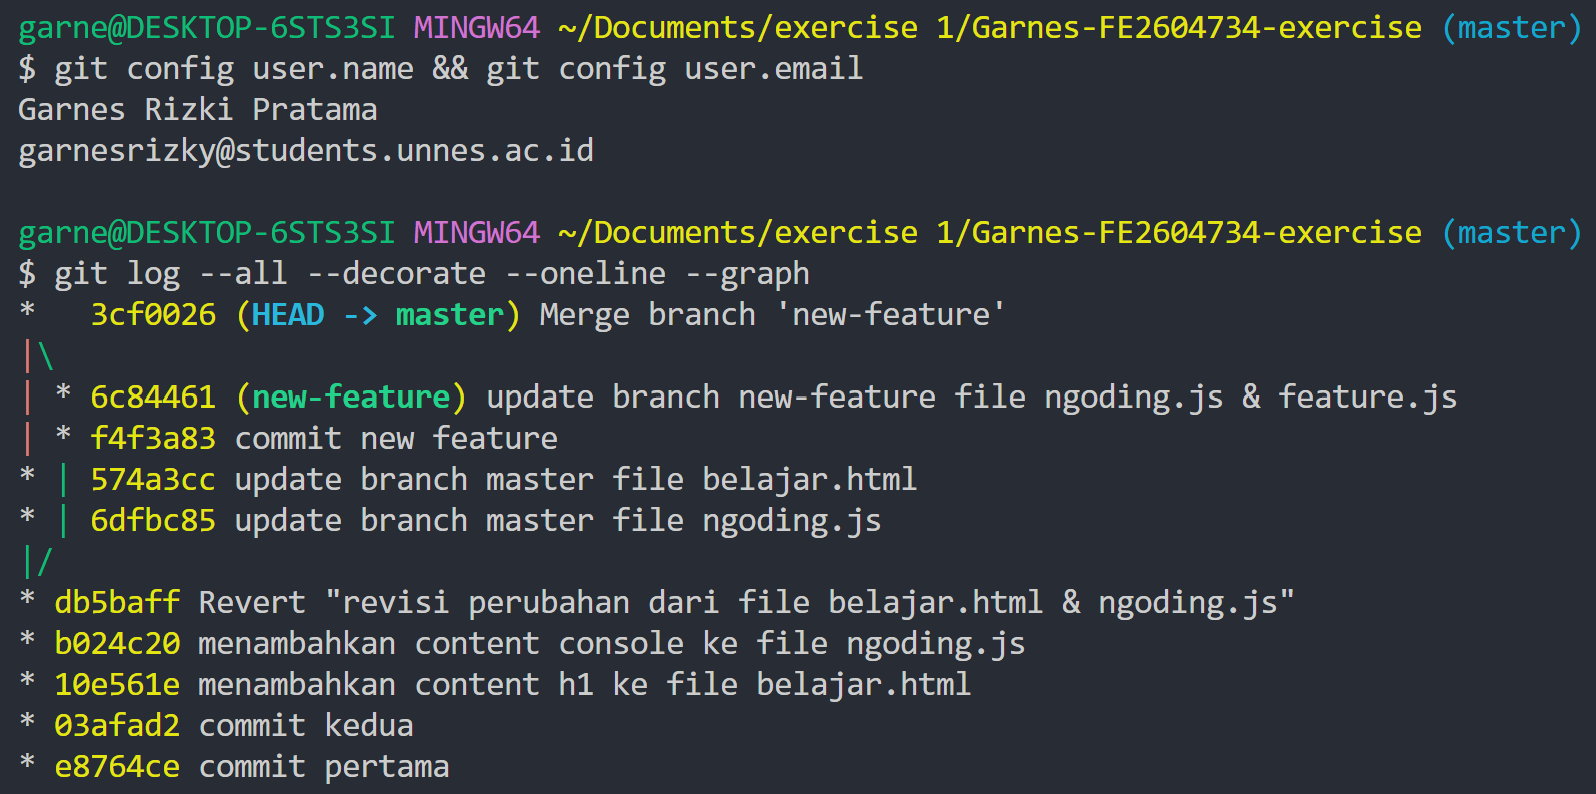 garne@DESKTOP-6STS3SI MINGW64 ~/Documents/exercise 1/Garnes-FE2604734-exercise (master)
$ git config user.name && git config user.email
Garnes Rizki Pratama
garnesrizky@students.unnes.ac.id

garne@DESKTOP-6STS3SI MINGW64 ~/Documents/exercise 1/Garnes-FE2604734-exercise (master)
$ git log --all --decorate --oneline --graph
*   3cf0026 (HEAD -> master) Merge branch 'new-feature'
|\
| * 6c84461 (new-feature) update branch new-feature file ngoding.js & feature.js
| * f4f3a83 commit new feature
* | 574a3cc update branch master file belajar.html
* | 6dfbc85 update branch master file ngoding.js
|/
* db5baff Revert "revisi perubahan dari file belajar.html & ngoding.js"
* b024c20 menambahkan content console ke file ngoding.js
* 10e561e menambahkan content h1 ke file belajar.html
* 03afad2 commit kedua
* e8764ce commit pertama